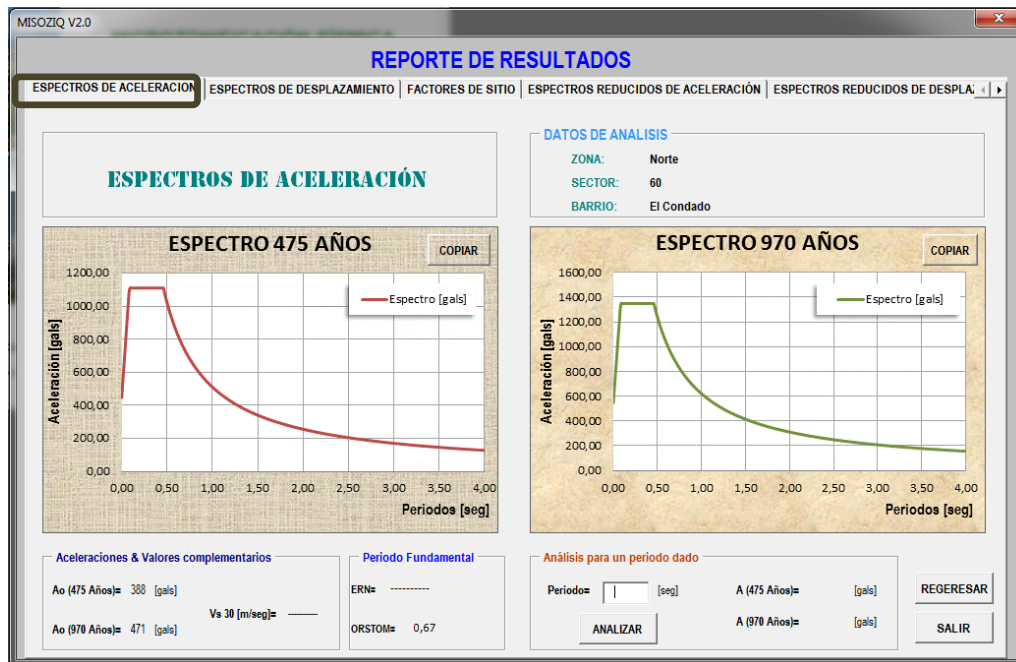 MISOZIQ V2.0
REPORTE DE RESULTADOS
ESPECTROS DE ACELERACION
ESPECTROS DE DESPLAZAMIENTO
FACTORES DE SITIO
ESPECTROS REDUCIDOS DE ACELERACIÓN
ESPECTROS REDUCIDOS DE DESPLAZ
ESPECTROS DE ACELERACIÓN
DATOS DE ANALISIS
ZONA: Norte
SECTOR: 60
BARRIO: El Condado
ESPECTRO 475 AÑOS
COPIAR
Espectro [gals]
Aceleración [gals]
1200,00
1000,00
800,00
600,00
400,00
200,00
0,00
0,00 0,50 1,00 1,50 2,00 2,50 3,00 3,50 4,00
Periodos [seg]
ESPECTRO 970 AÑOS
COPIAR
Espectro [gals]
Aceleración [gals]
1600,00
1400,00
1200,00
1000,00
800,00
600,00
400,00
200,00
0,00
0,00 0,50 1,00 1,50 2,00 2,50 3,00 3,50 4,00
Periodos [seg]
Aceleraciones & Valores complementarios
Ao (475 Años)= 388 [gals]
Vs 30 [m/seg]= ----------
Ao (970 Años)= 471 [gals]
Periodo Fundamental
ERN= ----------
ORSTOM= 0,67
Análisis para un periodo dado
Periodo= [seg]
ANALIZAR
A (475 Años)= [gals]
A (970 Años)= [gals]
REGERESAR
SALIR